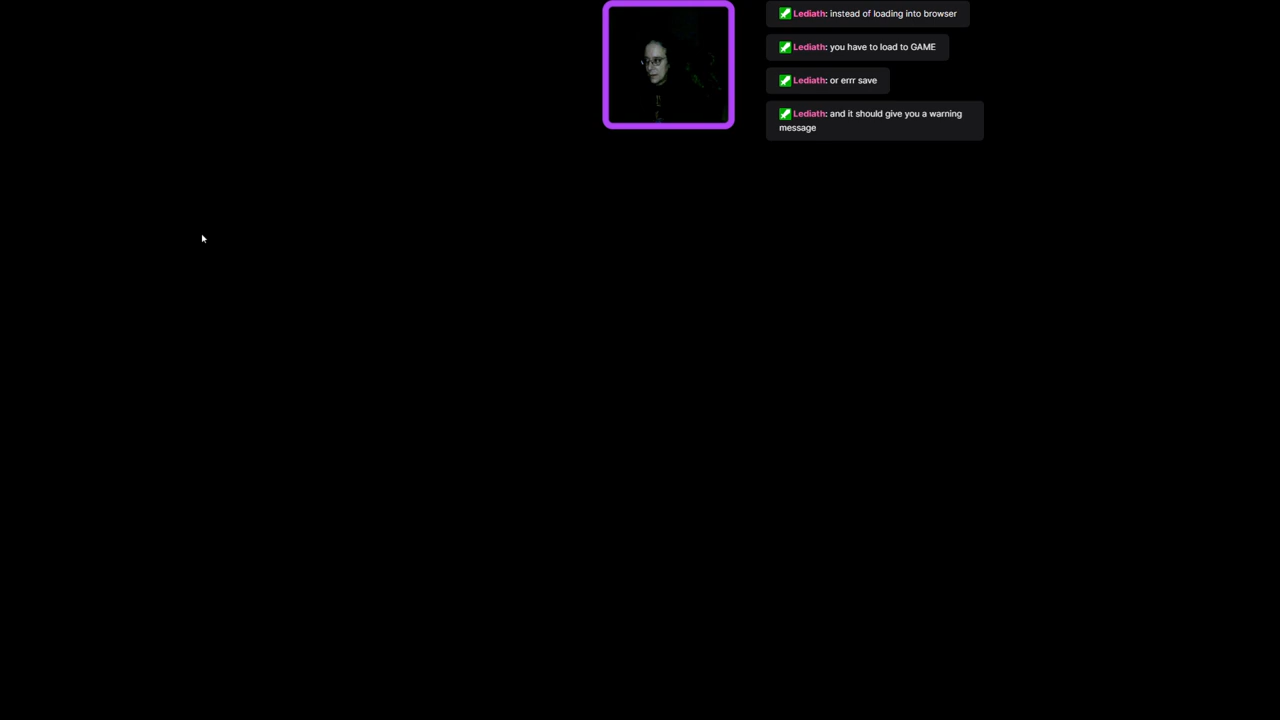 Lediath: instead of loading into browser
Lediath: you have to load to GAME
Lediath: or errr save
Lediath: and it should give you a warning
message